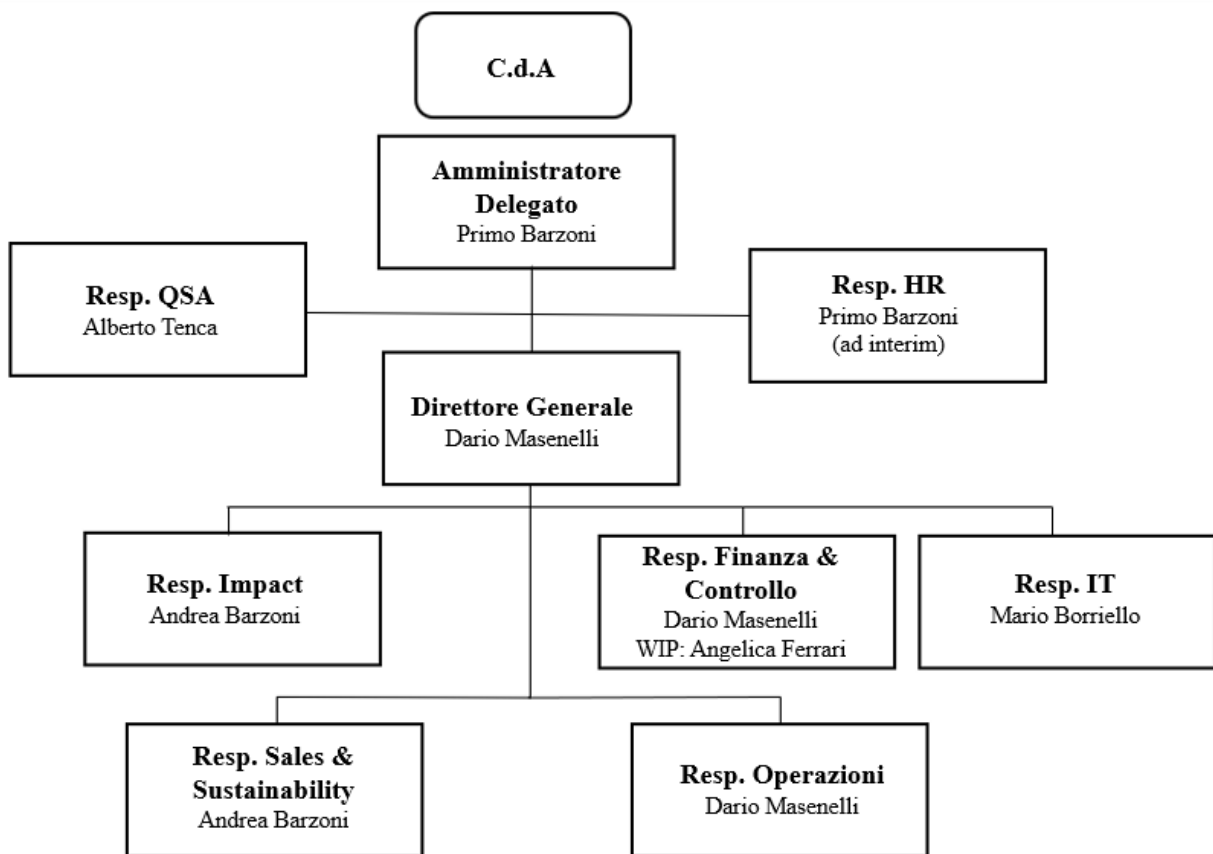 C.d.A
Amministratore
Delegato
Primo Barzoni
Resp. QSA
Alberto Tenca
Resp. HR
Primo Barzoni
(ad interim)
Direttore Generale
Dario Masenelli
Resp. Impact
Andrea Barzoni
Resp. Finanza &
Controllo
Dario Masenelli
WIP: Angelica Ferrari
Resp. IT
Mario Borriello
Resp. Sales &
Sustainability
Andrea Barzoni
Resp. Operazioni
Dario Masenelli